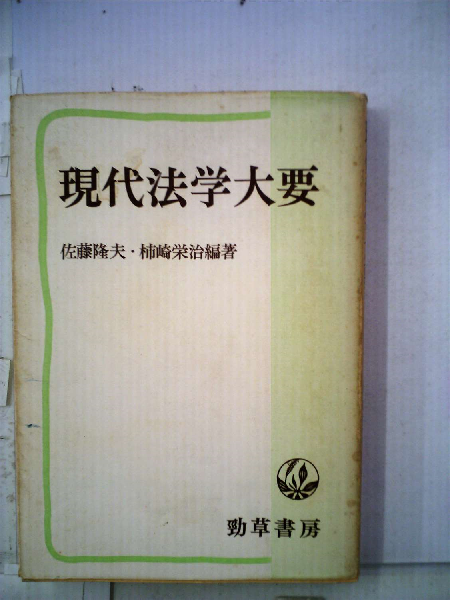 現代法学大要
佐藤隆夫・柿崎栄治編著
勁草書房